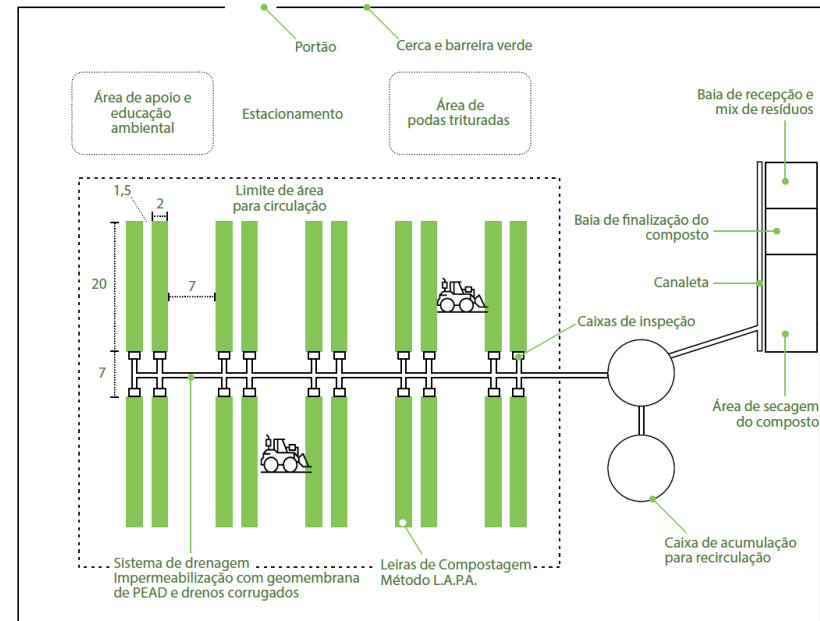 Portão
Cerca e barreira verde
Área de apoio e
educação
ambiental
Estacionamento
Área de
podas trituradas
Baia de recepção e
mix de resíduos
1,5
2
Limite de área
para circulação
Baia de finalização do
composto
20
7
Canaleta
Caixas de inspeção
7
Área de secagem
do composto
Caixa de acumulação
para recirculação
Sistema de drenagem
Impermeabilização com geomembrana
de PEAD e drenos corrugados
Leiras de Compostagem
Método L.A.P.A.